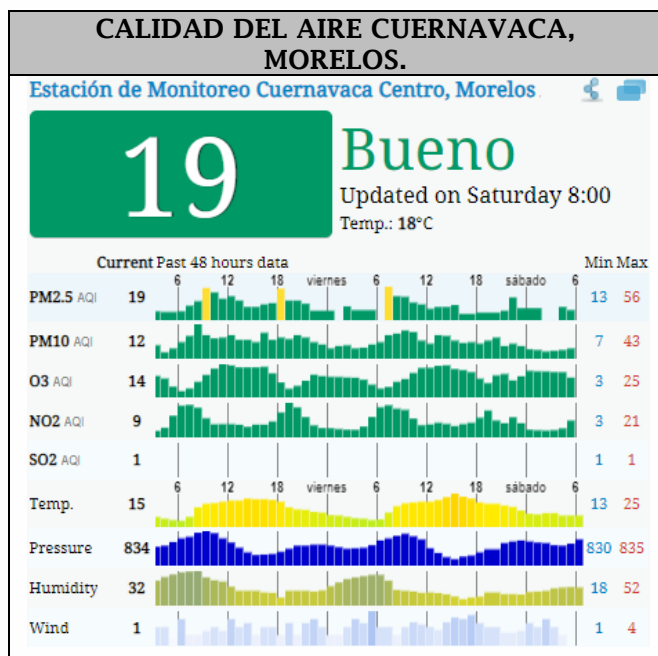 CALIDAD DEL AIRE CUERNAVACA,
MORELOS.
Estación de Monitoreo Cuernavaca Centro, Morelos.
19
Bueno
Updated on Saturday 8:00
Temp.: 18°C
Current Past 48 hours data Min Max
6 12 18 viernes 6 12 18 sábado 6
PM2.5 AQI 19 13 56
PM10 AQI 12 7 43
O3 AQI 14 3 25
NO2 AQI 9 3 21
SO2 AQI 1 1 1
6 12 18 viernes 6 12 18 sábado 6
Temp. 15 13 25
Pressure 834 830 835
Humidity 32 18 52
Wind 1 1 4